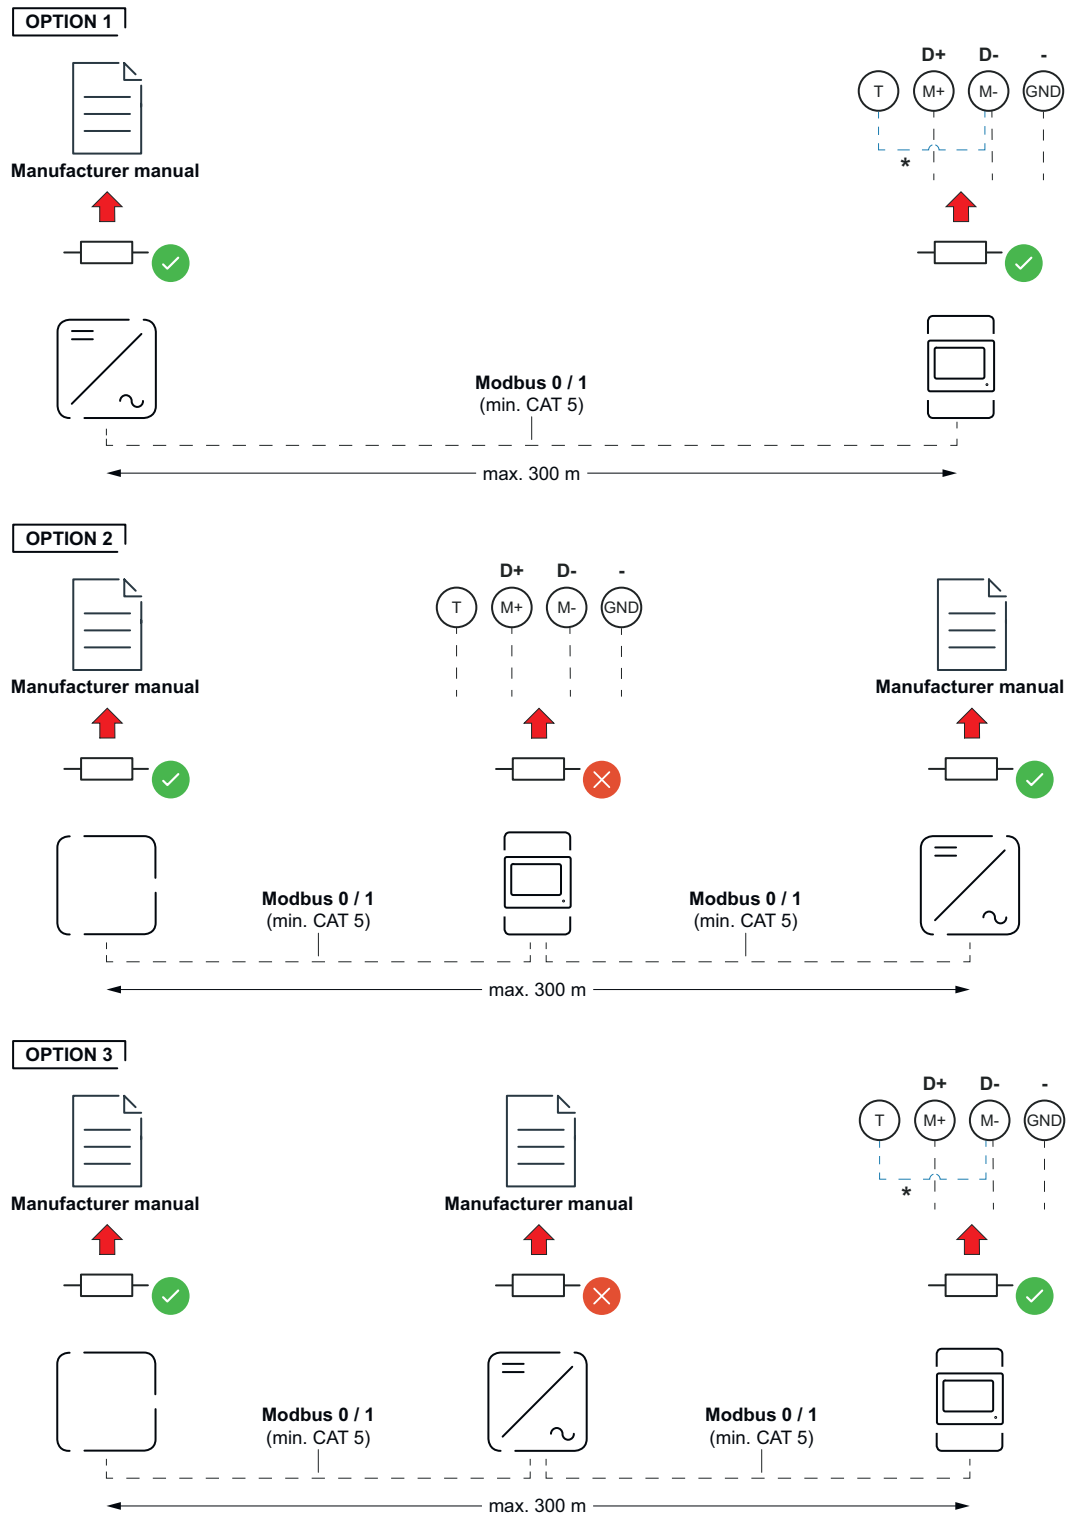 OPTION 1
D+ D- -
T M+ M- GND
*
Manufacturer manual
Modbus 0 / 1
(min. CAT 5)
max. 300 m
OPTION 2
D+ D- -
T M+ M- GND
Manufacturer manual
Manufacturer manual
Modbus 0 / 1
(min. CAT 5)
Modbus 0 / 1
(min. CAT 5)
max. 300 m
OPTION 3
D+ D- -
T M+ M- GND
*
Manufacturer manual
Manufacturer manual
Modbus 0 / 1
(min. CAT 5)
Modbus 0 / 1
(min. CAT 5)
max. 300 m